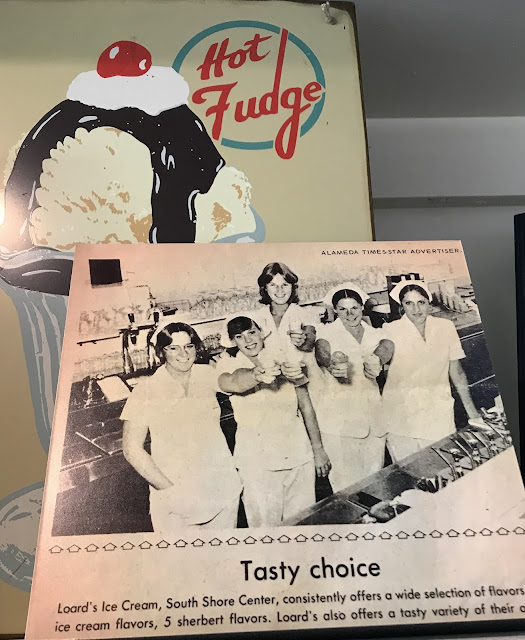 Hot
Fudge
ALAMEDA TIMES-STAR ADVERTISER,
Tasty choice
Loard's Ice Cream, South Shore Center, consistently offers a wide selection of flavors
ice cream flavors, 5 sherbert flavors. Loard's also offers a tasty variety of their